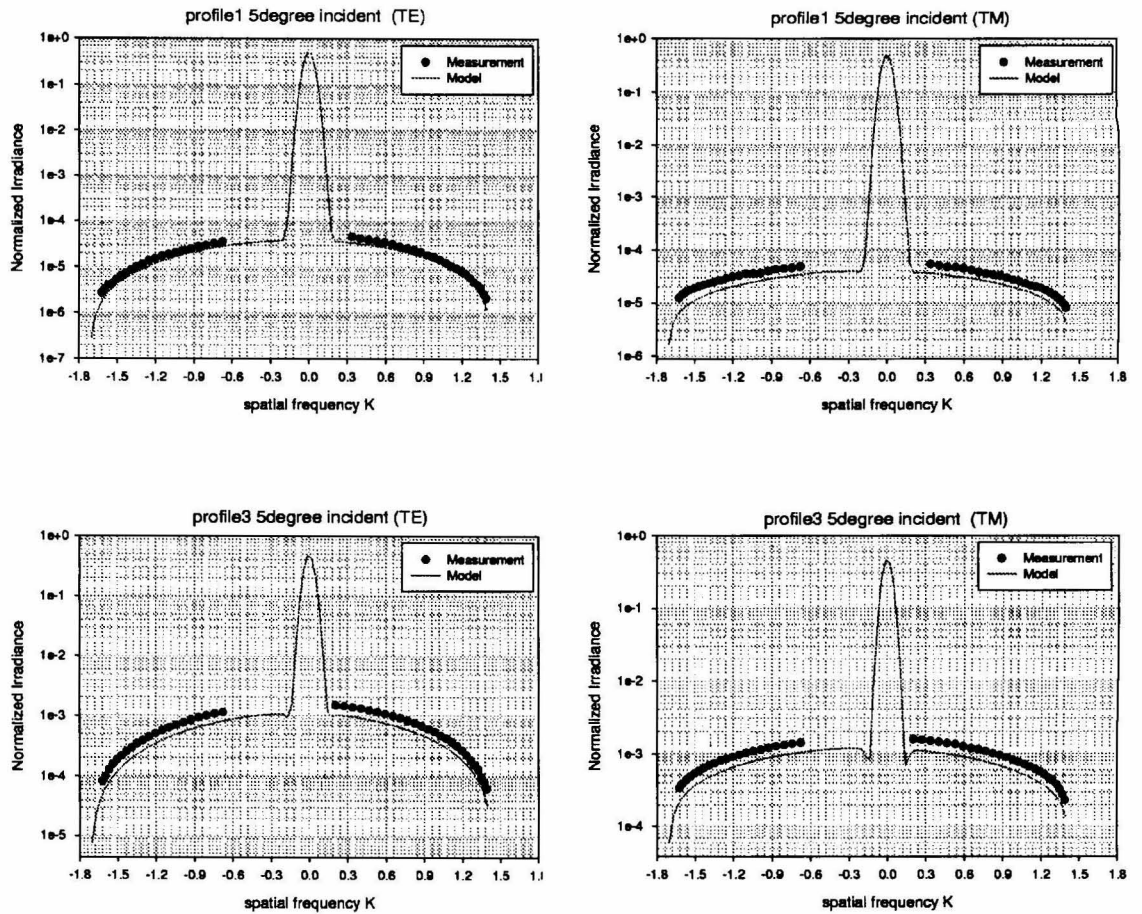 profile1 5degree incident (TE)
1e+0
1e-1
1e-2
1e-3
1e-4
1e-5
1e-6
1e-7
Normalized Irradiance
Measurement
Model
-1.8 -1.5 -1.2 -0.9 -0.6 -0.3 0.0 0.3 0.6 0.9 1.2 1.5 1.
spatial frequency K
profile1 5degree incident (TM)
1e+0
1e-1
1e-2
1e-3
1e-4
1e-5
1e-6
Normalized Irradiance
Measurement
Model
-1.8 -1.5 -1.2 -0.9 -0.6 -0.3 0.0 0.3 0.6 0.9 1.2 1.5 1.8
spatial frequency K
profile3 5degree incident (TE)
1e+0
1e-1
1e-2
1e-3
1e-4
1e-5
Normalized Irradiance
Measurement
Model
-1.8 -1.5 -1.2 -0.9 -0.6 -0.3 0.0 0.3 0.6 0.9 1.2 1.5 1.
spatial frequency K
profile3 5degree incident (TM)
1e+0
1e-1
1e-2
1e-3
1e-4
Normalized Irradiance
Measurement
Model
-1.8 -1.5 -1.2 -0.9 -0.6 -0.3 0.0 0.3 0.6 0.9 1.2 1.5 1.8
spatial frequency K